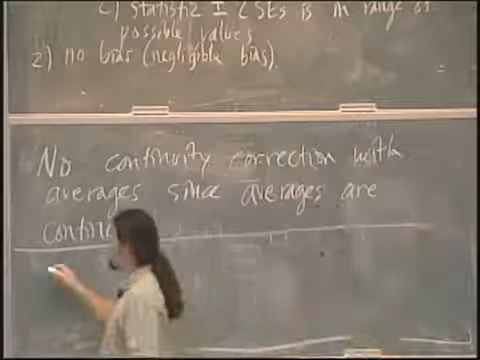 c) statistic ± 2 SEs is in range of
possible values
2) no bias (negligible bias).
No continuity correction with
averages since averages are
contin